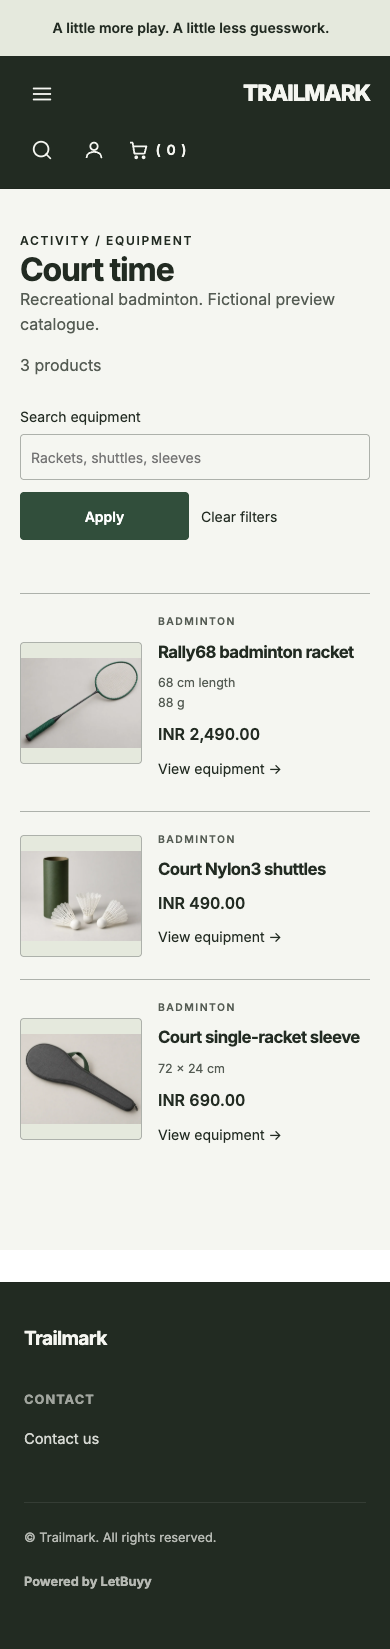 A little more play. A little less guesswork.
TRAILMARK
( 0 )
ACTIVITY / EQUIPMENT
Court time
Recreational badminton. Fictional preview
catalogue.
3 products
Search equipment
Rackets, shuttles, sleeves
Apply
Clear filters
BADMINTON
Rally68 badminton racket
68 cm length
88 g
INR 2,490.00
View equipment →
BADMINTON
Court Nylon3 shuttles
INR 490.00
View equipment →
BADMINTON
Court single-racket sleeve
72 × 24 cm
INR 690.00
View equipment →
Trailmark
CONTACT
Contact us
© Trailmark. All rights reserved.
Powered by LetBuyy